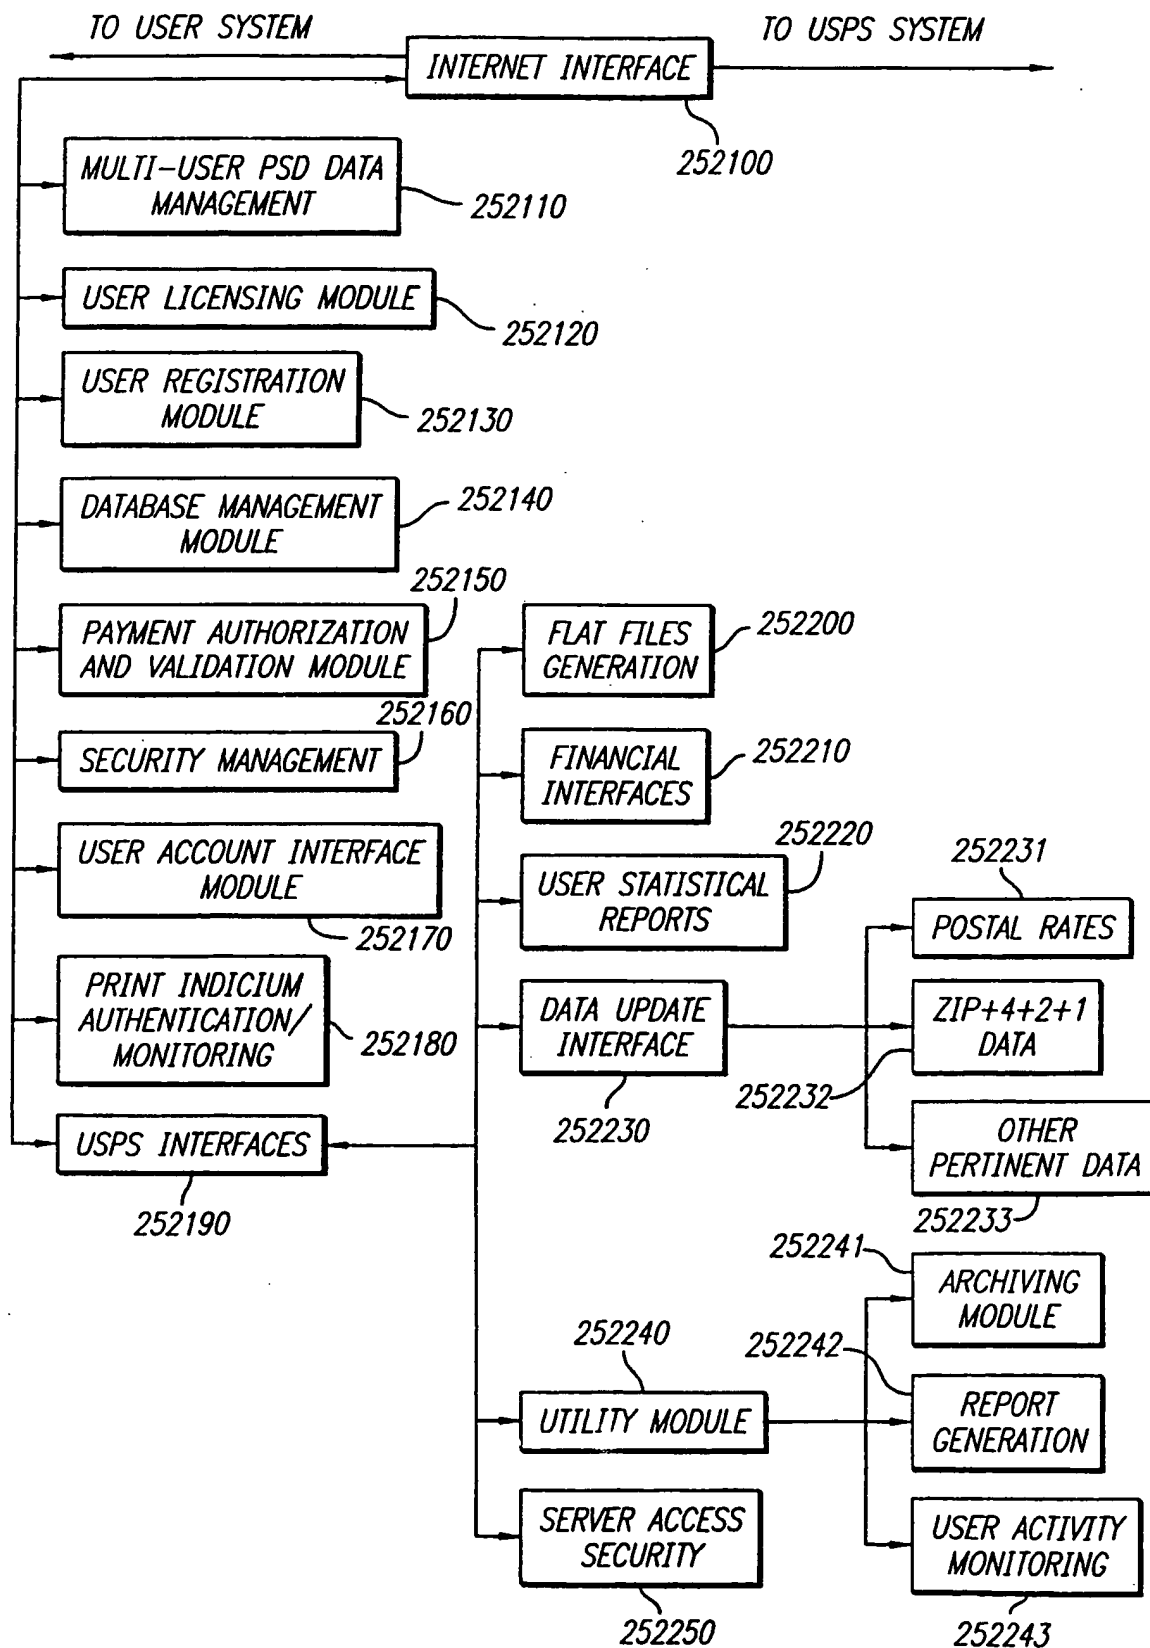 TO USER SYSTEM
TO USPS SYSTEM
INTERNET INTERFACE
252100
MULTI-USER PSD DATA
MANAGEMENT
252110
USER LICENSING MODULE
252120
USER REGISTRATION
MODULE
252130
DATABASE MANAGEMENT
MODULE
252140
PAYMENT AUTHORIZATION
AND VALIDATION MODULE
252150
SECURITY MANAGEMENT
252160
USER ACCOUNT INTERFACE
MODULE
252170
PRINT INDICIUM
AUTHENTICATION/
MONITORING
252180
USPS INTERFACES
252190
FLAT FILES
GENERATION
252200
FINANCIAL
INTERFACES
252210
USER STATISTICAL
REPORTS
252220
DATA UPDATE
INTERFACE
252230
252231
POSTAL RATES
ZIP+4+2+1
DATA
252232
OTHER
PERTINENT DATA
252233
252240
UTILITY MODULE
252241
ARCHIVING
MODULE
252242
REPORT
GENERATION
USER ACTIVITY
MONITORING
252243
SERVER ACCESS
SECURITY
252250